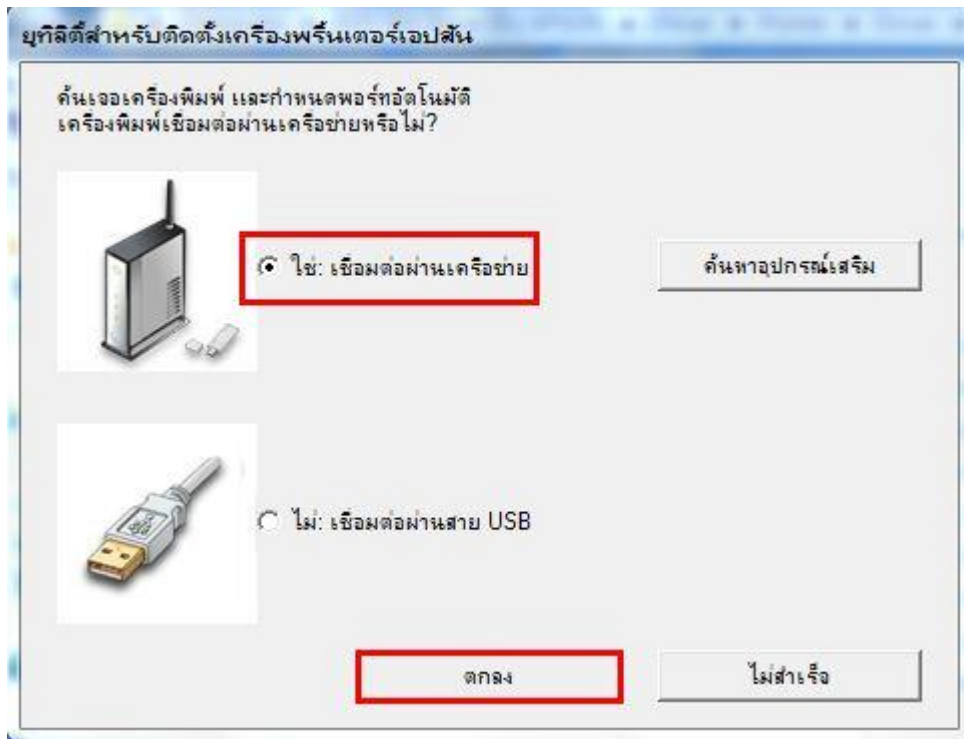 ยูทิลิตี้สำหรับติดตั้งเครื่องพริ้นเตอร์เอปสัน
ค้นเจอเครื่องพิมพ์ และกำหนดพอร์ทอัตโนมัติ
เครื่องพิมพ์เชื่อมต่อผ่านเครือข่ายหรือไม่?
ใช่: เชื่อมต่อผ่านเครือข่าย
ค้นหาอุปกรณ์เสริม
ไม่: เชื่อมต่อผ่านสาย USB
ตกลง
ไม่สำเร็จ